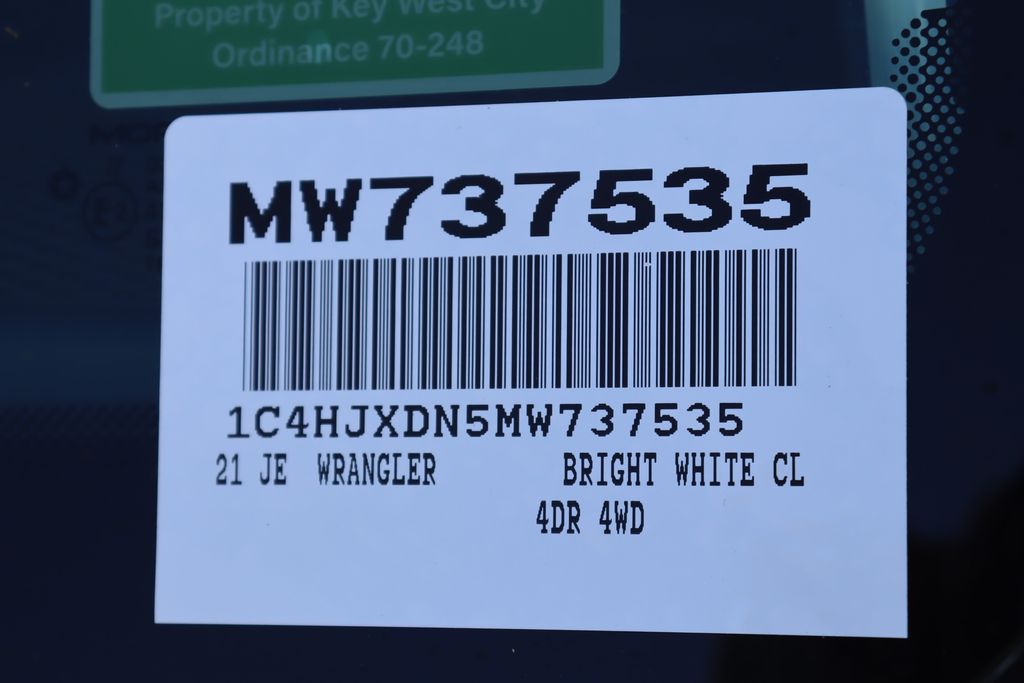 Property of Key West City
Ordinance 70-248
MW737535
1C4HJXDN5MW737535
21 JE WRANGLER BRIGHT WHITE CL
4DR 4WD